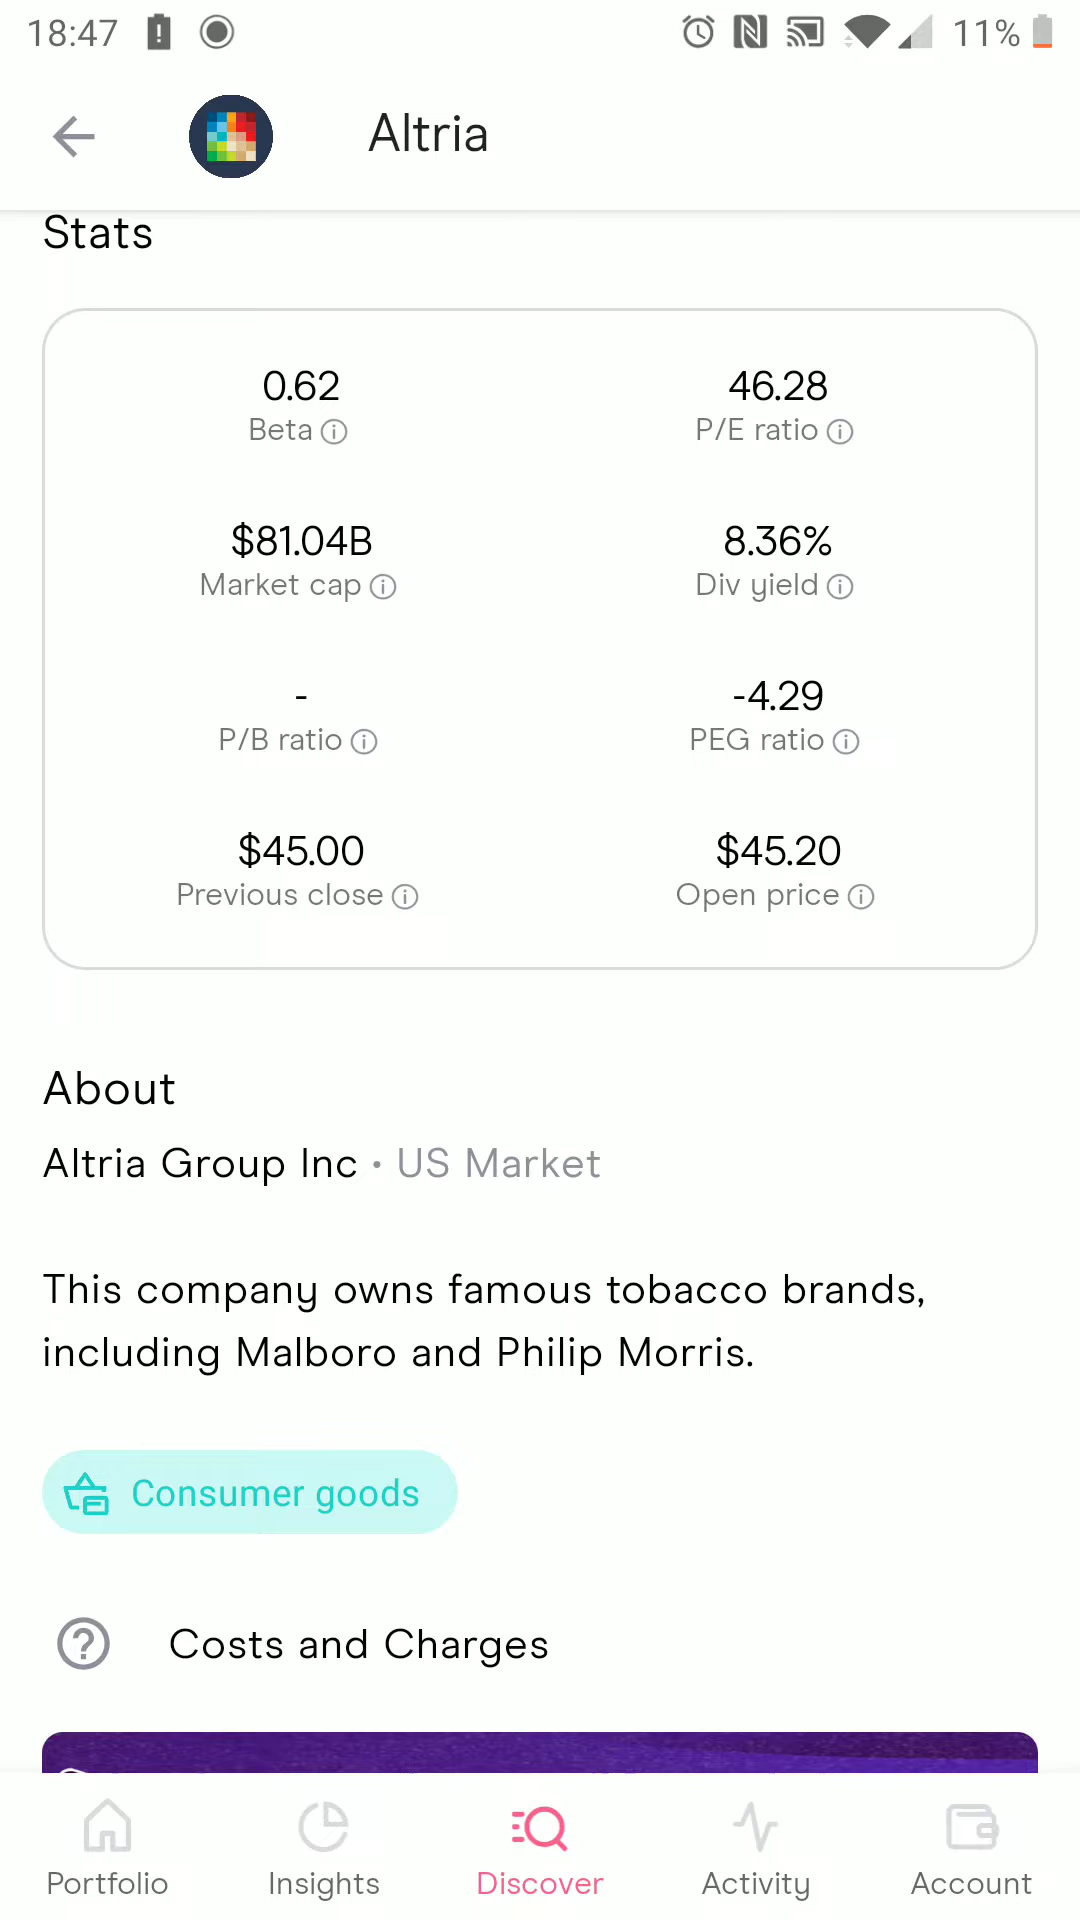 18:47
11%
Altria
Stats
0.62
Beta
46.28
P/E ratio
$81.04B
Market cap
8.36%
Div yield
-
P/B ratio
-4.29
PEG ratio
$45.00
Previous close
$45.20
Open price
About
Altria Group Inc • US Market
This company owns famous tobacco brands,
including Malboro and Philip Morris.
Consumer goods
Costs and Charges
Portfolio
Insights
Discover
Activity
Account